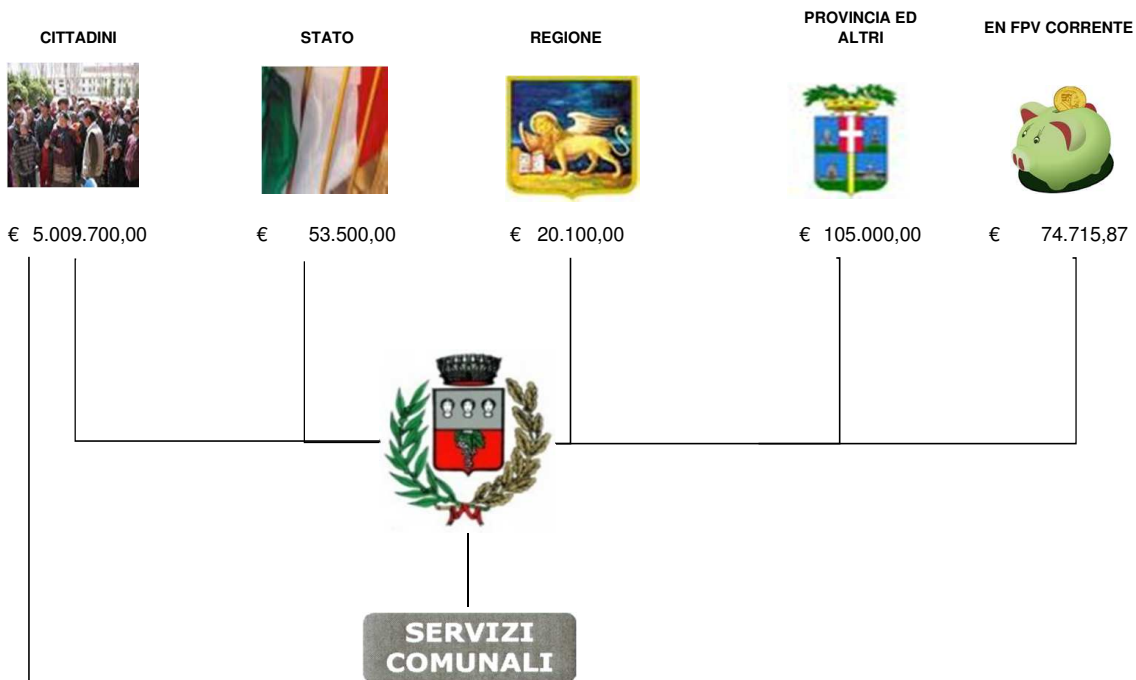 CITTADINI
STATO
REGIONE
PROVINCIA ED
ALTRI
EN FPV CORRENTE
€ 5.009.700,00
€ 53.500,00
€ 20.100,00
€ 105.000,00
€ 74.715,87
SERVIZI
COMUNALI